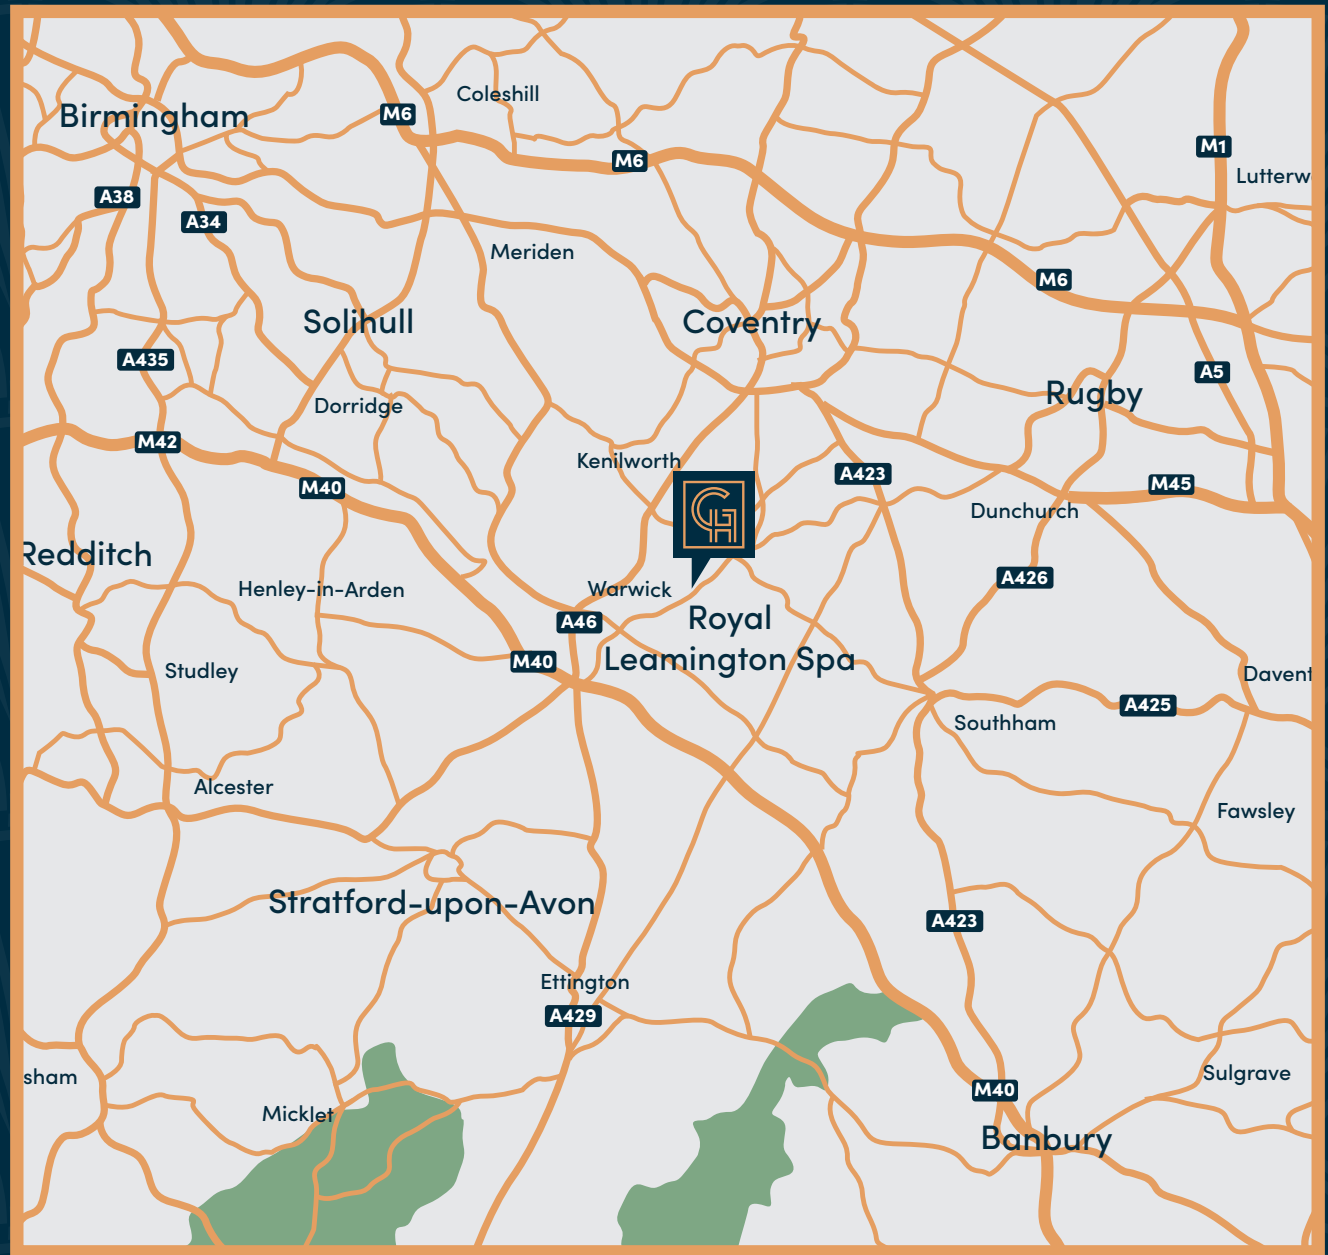 Coleshill
Birmingham
M6
M6
M1
Lutterw
A38
A34
Meriden
M6
Solihull
Coventry
A435
A5
Rugby
Dorridge
M42
Kenilworth
A423
M40
M45
GH
Dunchurch
Redditch
A426
Henley-in-Arden
Warwick
A46
Royal
Leamington Spa
M40
Studley
Davent
A425
Southham
Alcester
Fawsley
Stratford-upon-Avon
A423
Ettington
A429
sham
Sulgrave
M40
Micklet
Banbury